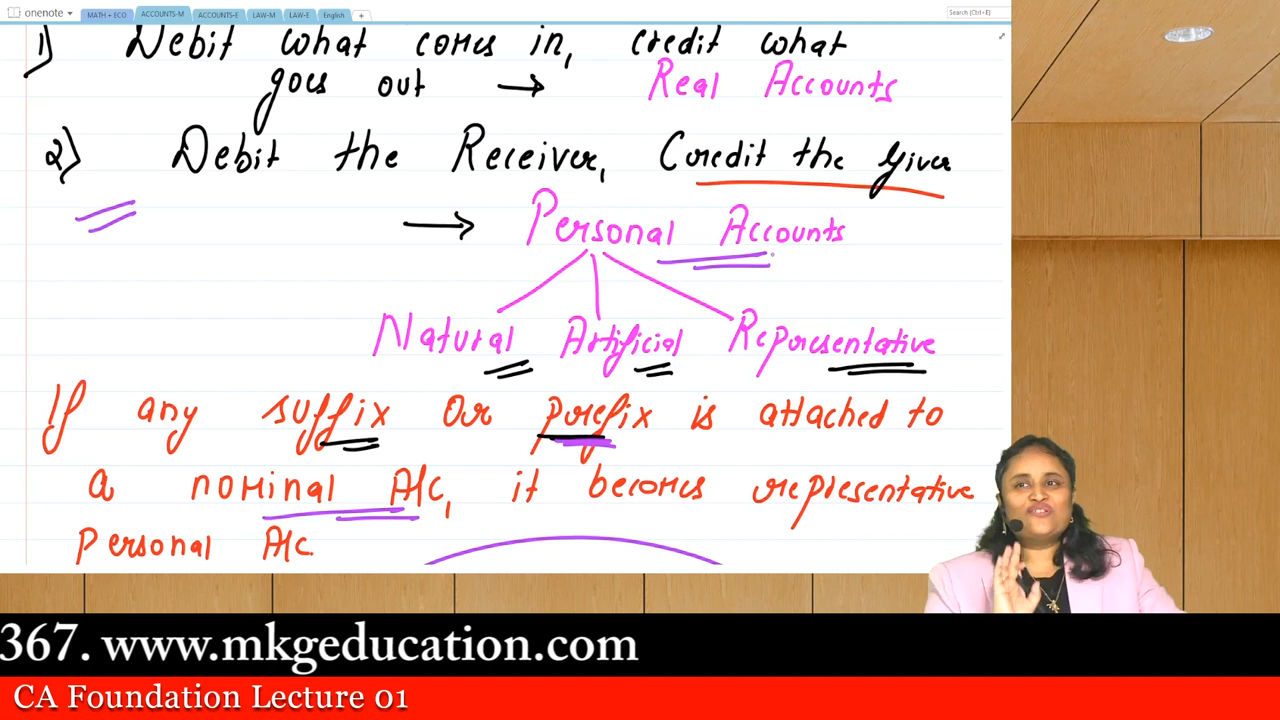 onenote
MATH + ECO
ACCOUNTS-M
ACCOUNTS-E
LAW-M
LAW-E
English
Search (Ctrl+E)
1) Debit what comes in, credit what
goes out → Real Accounts
2) Debit the Receiver, Credit the Giver
→ Personal Accounts
Natural Artificial Representative
If any suffix or prefix is attached to
a nominal A/c, it becomes representative
Personal A/c.
367. www.mkgeducation.com
CA Foundation Lecture 01